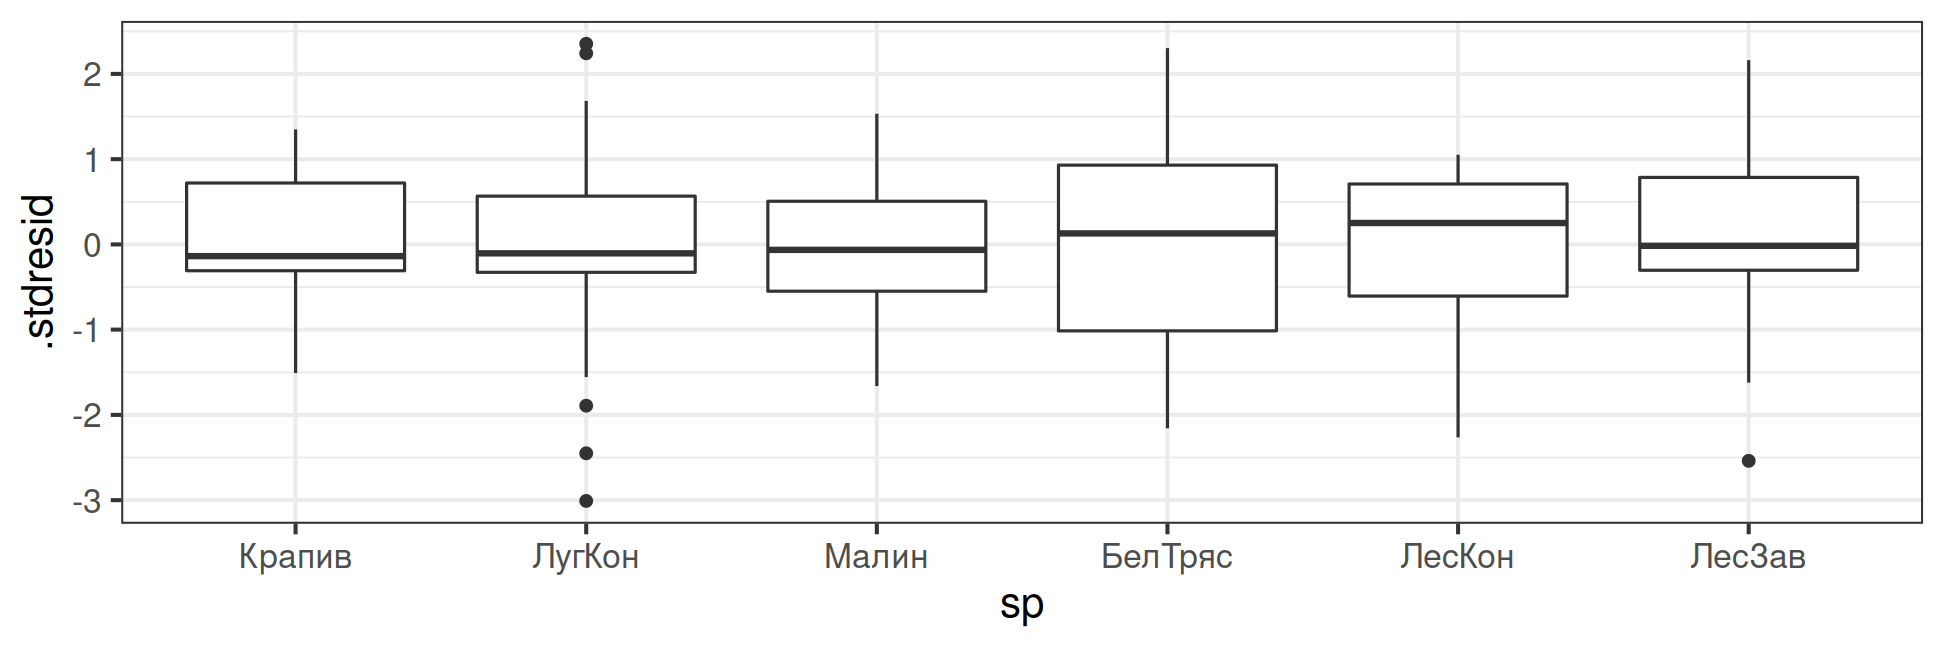 .stdresid
2
1
0
-1
-2
-3
Крапив ЛугКон Малин БелТряс ЛесКон ЛесЗав
sp